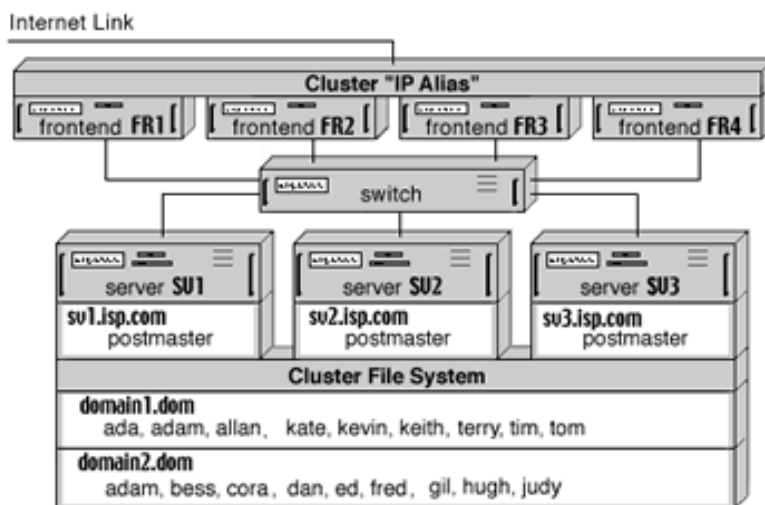 Internet Link
Cluster "IP Alias"
frontend FR1 frontend FR2 frontend FR3 frontend FR4
switch
server SU1 server SU2 server SU3
su1.isp.com su2.isp.com su3.isp.com
postmaster postmaster postmaster
Cluster File System
domain1.dom
ada, adam, allan, kate, kevin, keith, terry, tim, tom
domain2.dom
adam, bess, cora, dan, ed, fred, gil, hugh, judy